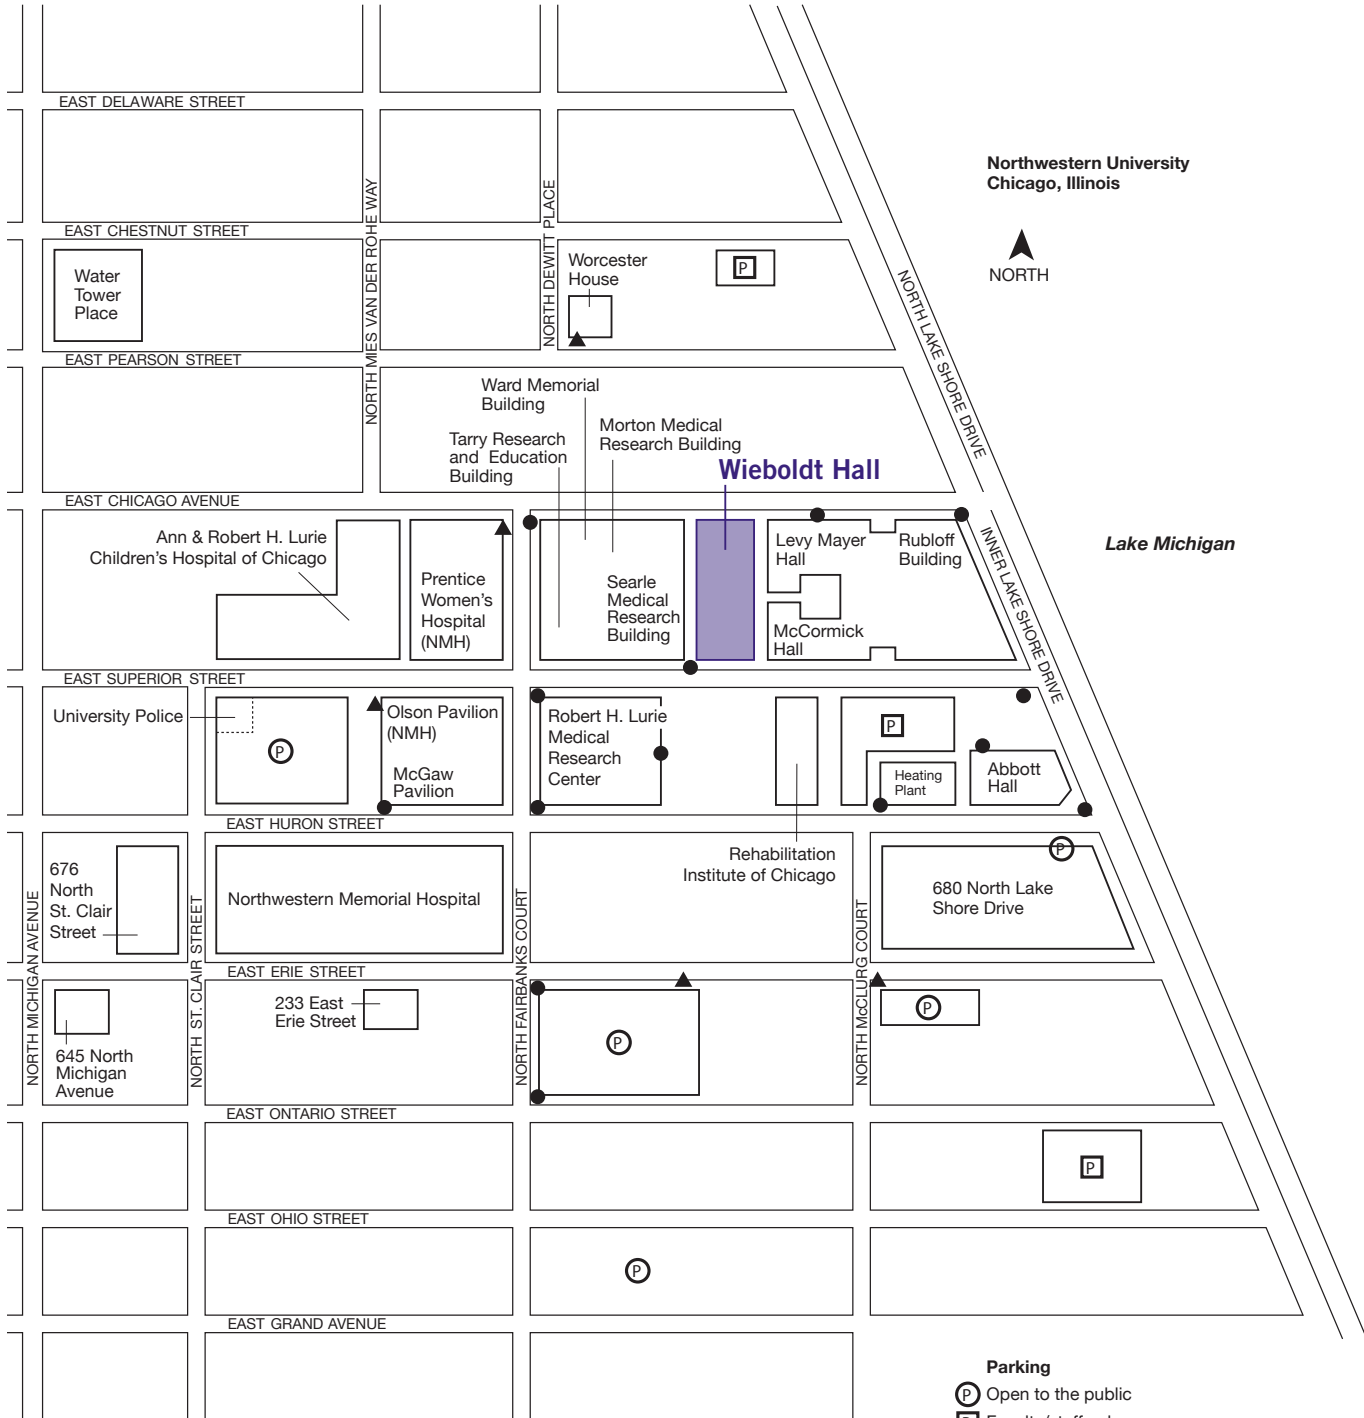 EAST DELAWARE STREET
Northwestern University
Chicago, Illinois
NORTH
EAST CHESTNUT STREET
NORTH MIES VAN DER ROHE WAY
NORTH DEWITT PLACE
NORTH LAKE SHORE DRIVE
Water
Tower
Place
Worcester
House
P
EAST PEARSON STREET
Ward Memorial
Building
Morton Medical
Research Building
Tarry Research
and Education
Building
Wieboldt Hall
EAST CHICAGO AVENUE
Ann & Robert H. Lurie
Children's Hospital of Chicago
Prentice
Women's
Hospital
(NMH)
Searle
Medical
Research
Building
Levy Mayer
Hall
Rubloff
Building
McCormick
Hall
INNER LAKE SHORE DRIVE
Lake Michigan
EAST SUPERIOR STREET
University Police
P
Olson Pavilion
(NMH)
McGaw
Pavilion
Robert H. Lurie
Medical
Research
Center
P
Heating
Plant
Abbott
Hall
EAST HURON STREET
Rehabilitation
Institute of Chicago
676
North
St. Clair
Street
Northwestern Memorial Hospital
P
680 North Lake
Shore Drive
NORTH MICHIGAN AVENUE
NORTH ST. CLAIR STREET
NORTH FAIRBANKS COURT
NORTH McCLURG COURT
EAST ERIE STREET
645 North
Michigan
Avenue
233 East
Erie Street
P
P
EAST ONTARIO STREET
P
EAST OHIO STREET
P
EAST GRAND AVENUE
Parking
P Open to the public